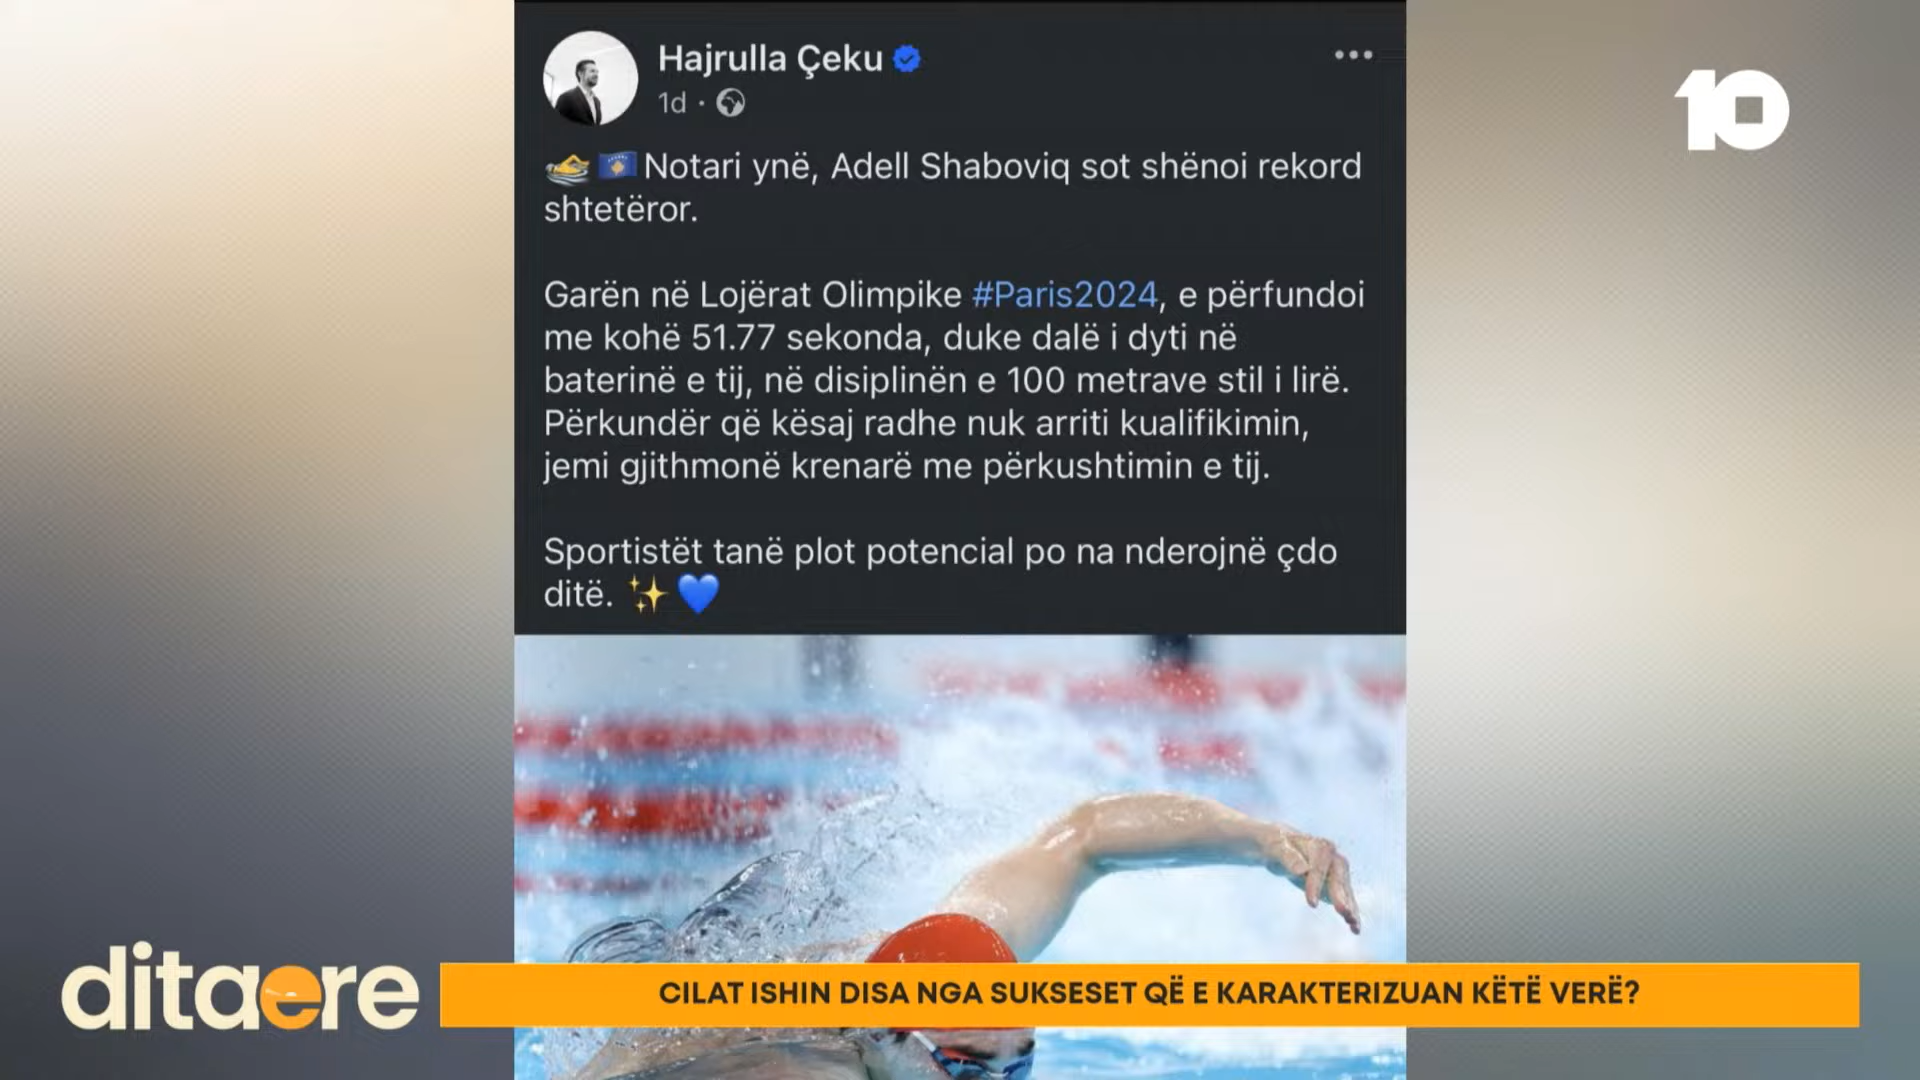 Hajrulla Çeku
1d
Notari ynë, Adell Shaboviq sot shënoi rekord
shtetëror.
Garën në Lojërat Olimpike #Paris2024, e përfundoi
me kohë 51.77 sekonda, duke dalë i dyti në
baterinë e tij, në disiplinën e 100 metrave stil i lirë.
Përkundër që kësaj radhe nuk arriti kualifikimin,
jemi gjithmonë krenarë me përkushtimin e tij.
Sportistët tanë plot potencial po na nderojnë çdo
ditë.
10
ditaere
CILAT ISHIN DISA NGA SUKSESET QË E KARAKTERIZUAN KËTË VERË?